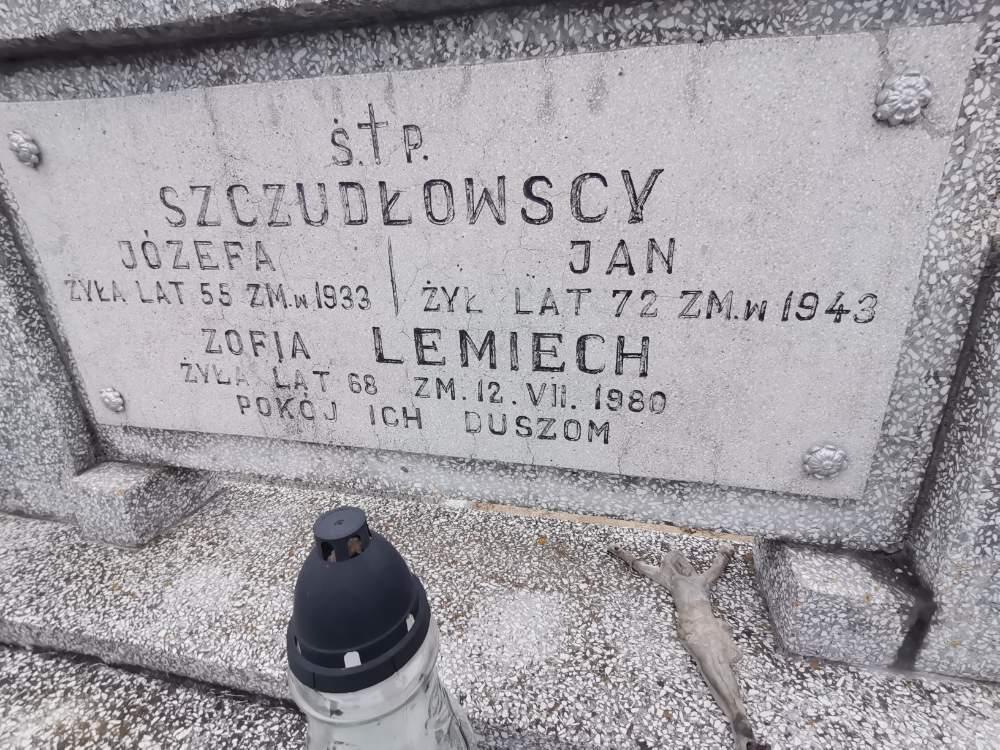 Ś. P.
SZCZUDŁOWSCY
JÓZEFA JAN
ŻYŁA LAT 55 ZM.w 1933 ŻYŁ LAT 72 ZM.w 1943
ZOFIA LEMIECH
ŻYŁA LAT 68 ZM. 12. VII. 1980
POKÓJ ICH DUSZOM